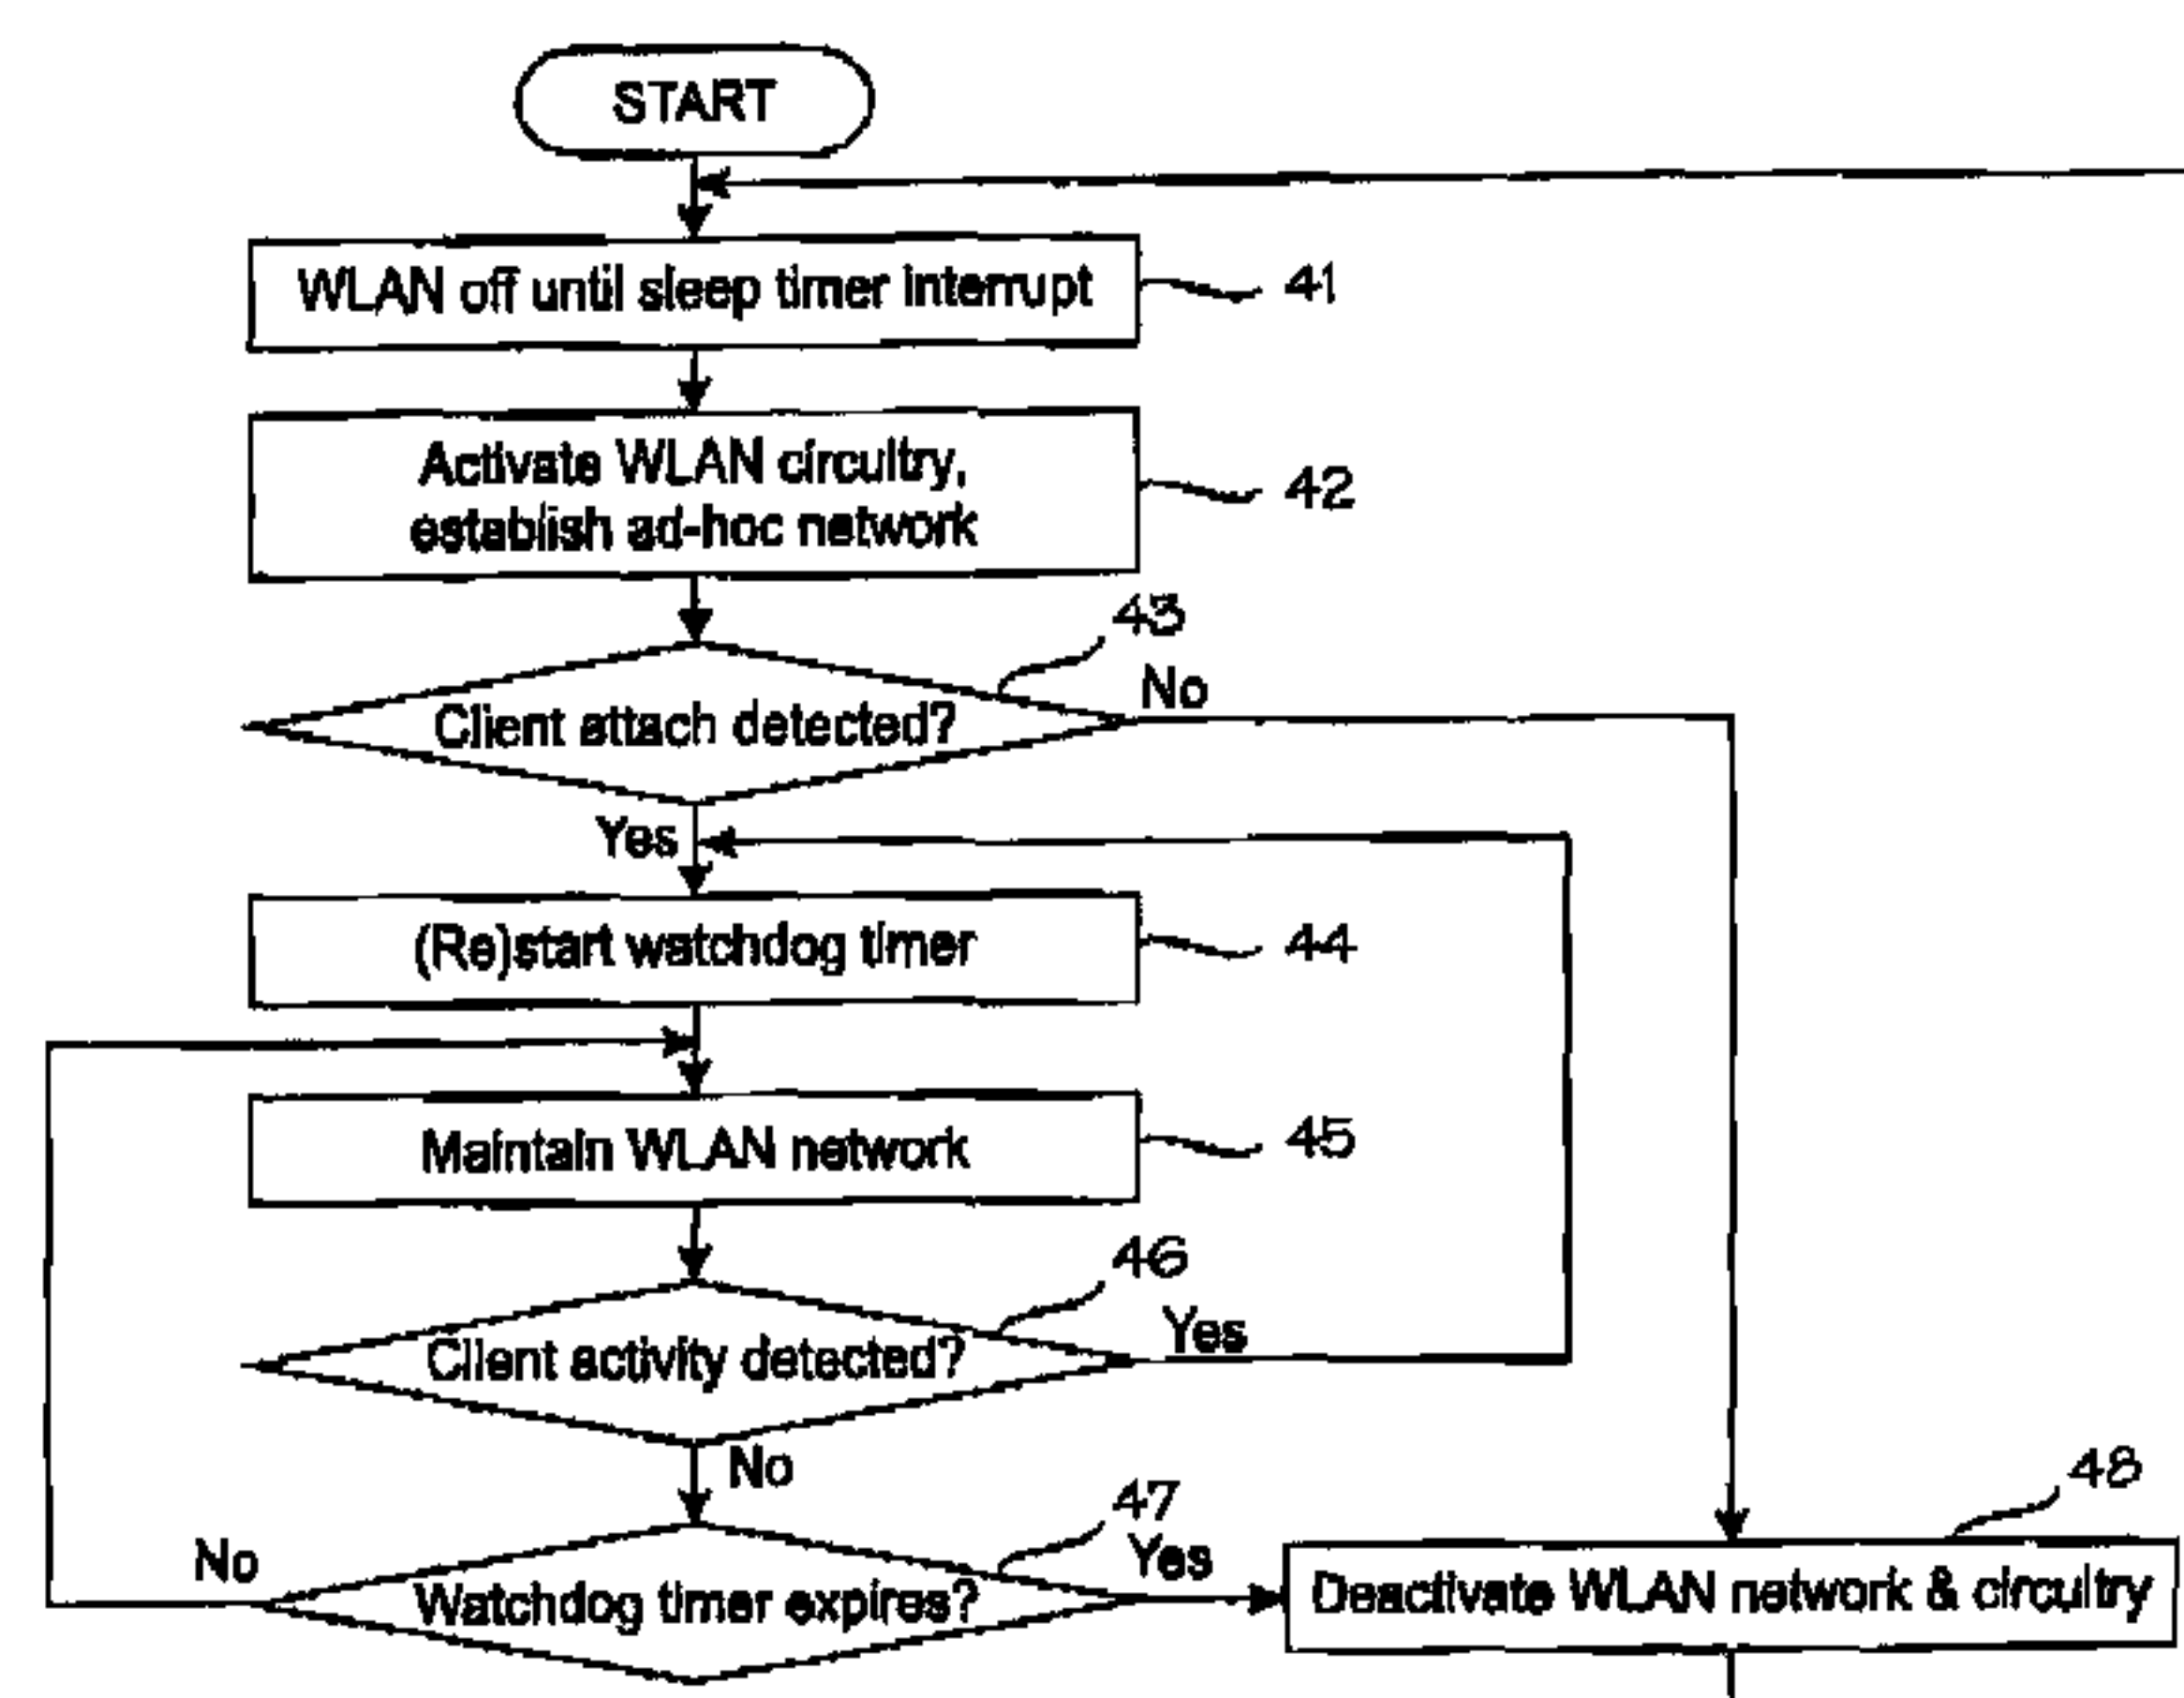 START
WLAN off until sleep timer interrupt
41
Activate WLAN circuitry,
establish ad-hoc network
42
43
No
Client attach detected?
Yes
(Re)start watchdog timer
44
Maintain WLAN network
45
46
Yes
Client activity detected?
No
47
48
No
Yes
Watchdog timer expires?
Deactivate WLAN network & circuitry